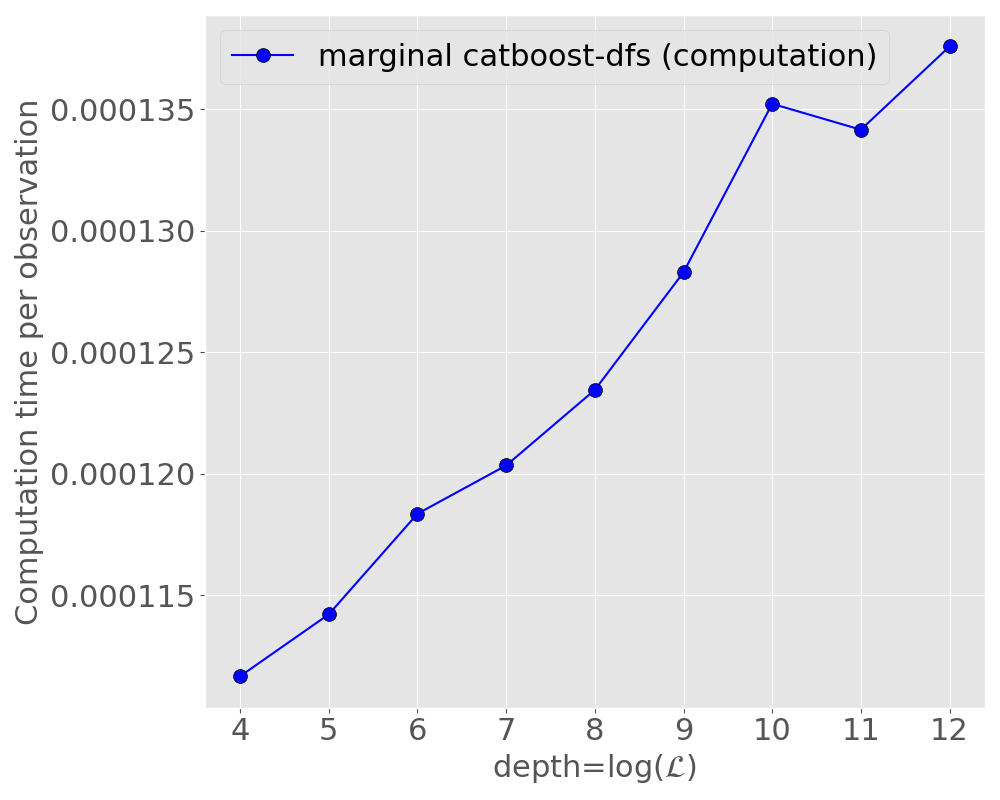 marginal catboost-dfs (computation)
Computation time per observation
0.000135
0.000130
0.000125
0.000120
0.000115
4 5 6 7 8 9 10 11 12
depth=log(ℒ)